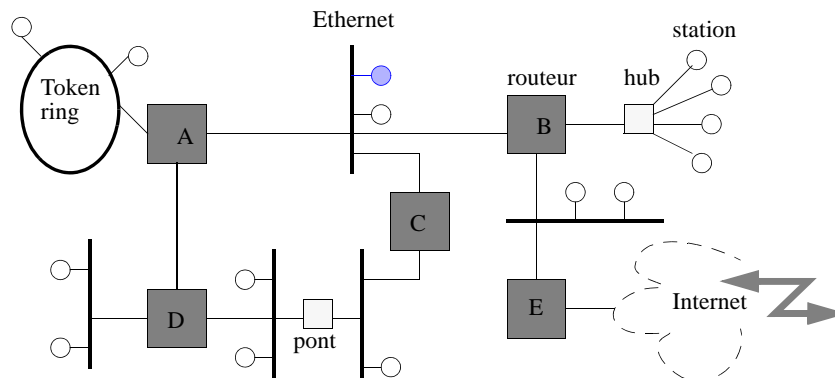 Ethernet
station
routeur
hub
Token
ring
A
B
C
D
pont
E
Internet